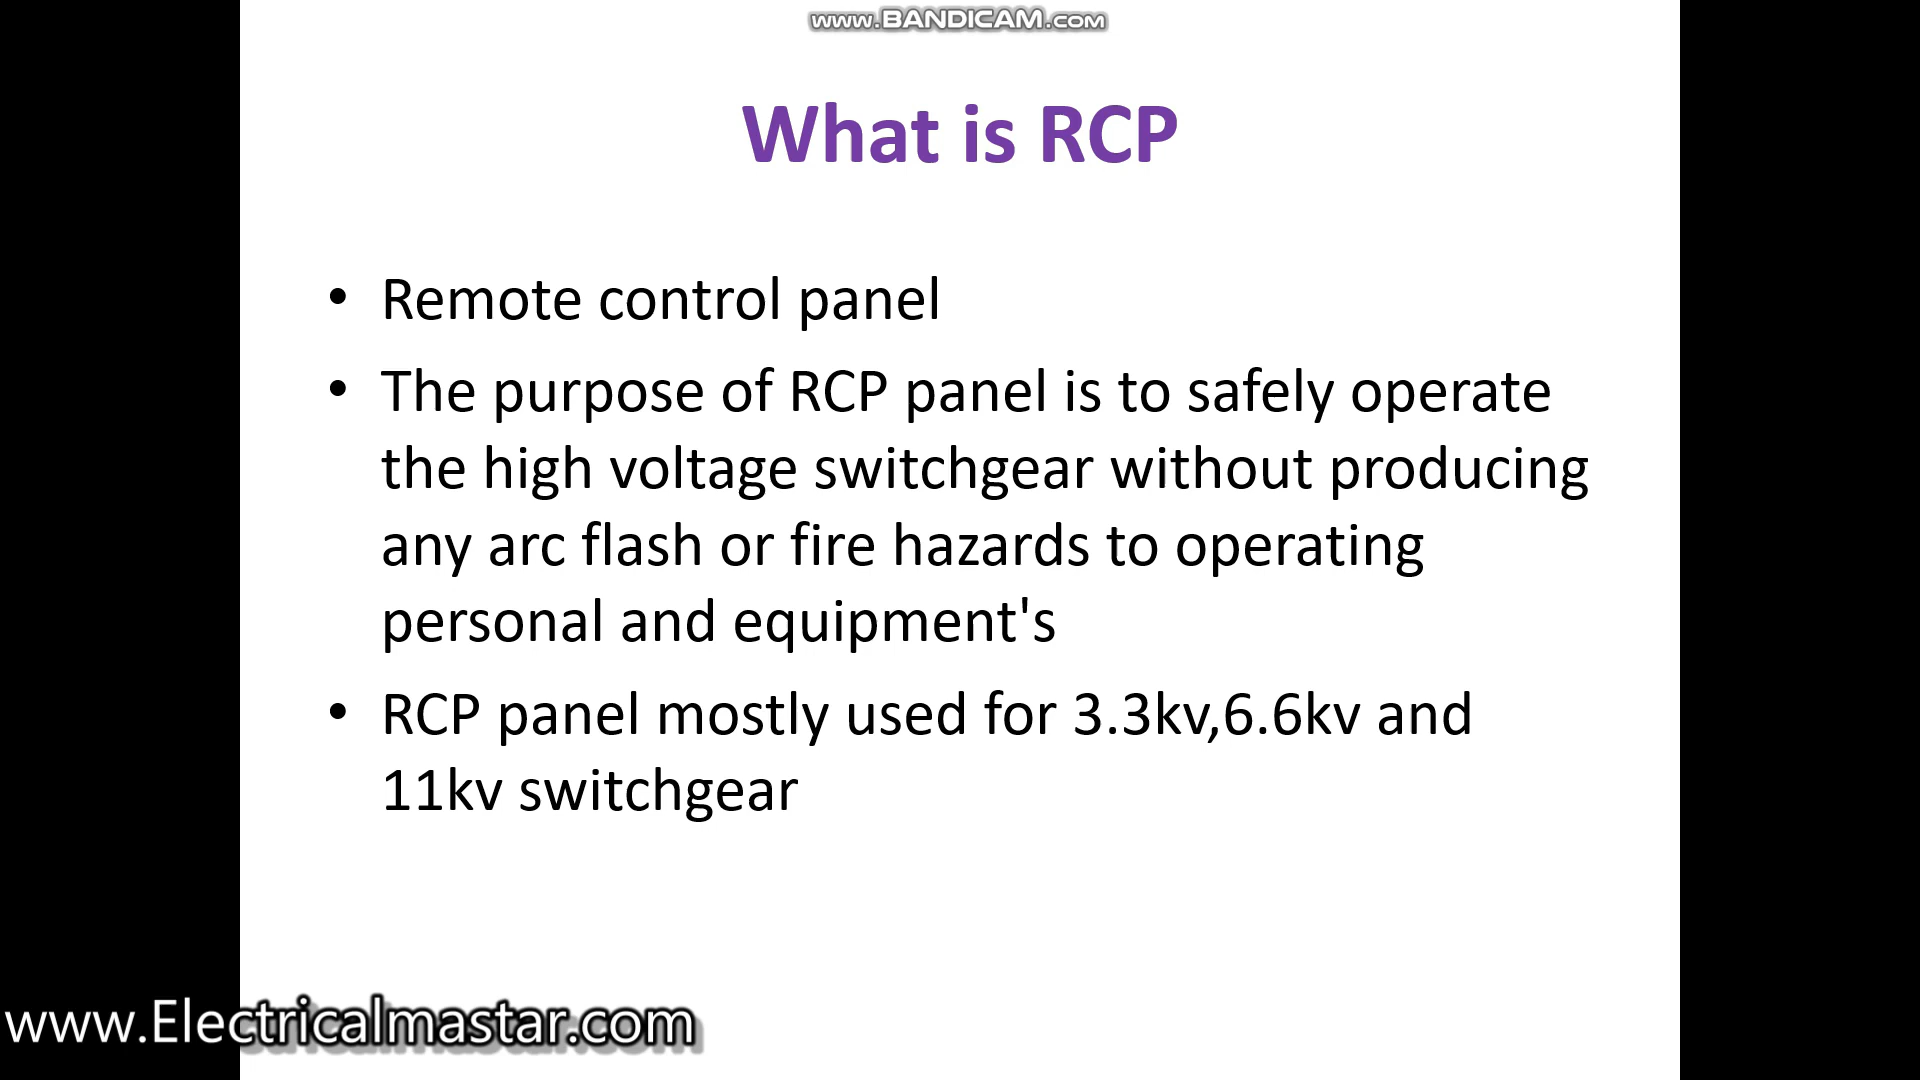 www.BANDICAM.com
What is RCP
• Remote control panel
• The purpose of RCP panel is to safely operate
the high voltage switchgear without producing
any arc flash or fire hazards to operating
personal and equipment's
• RCP panel mostly used for 3.3kv,6.6kv and
11kv switchgear
www.Electricalmastar.com